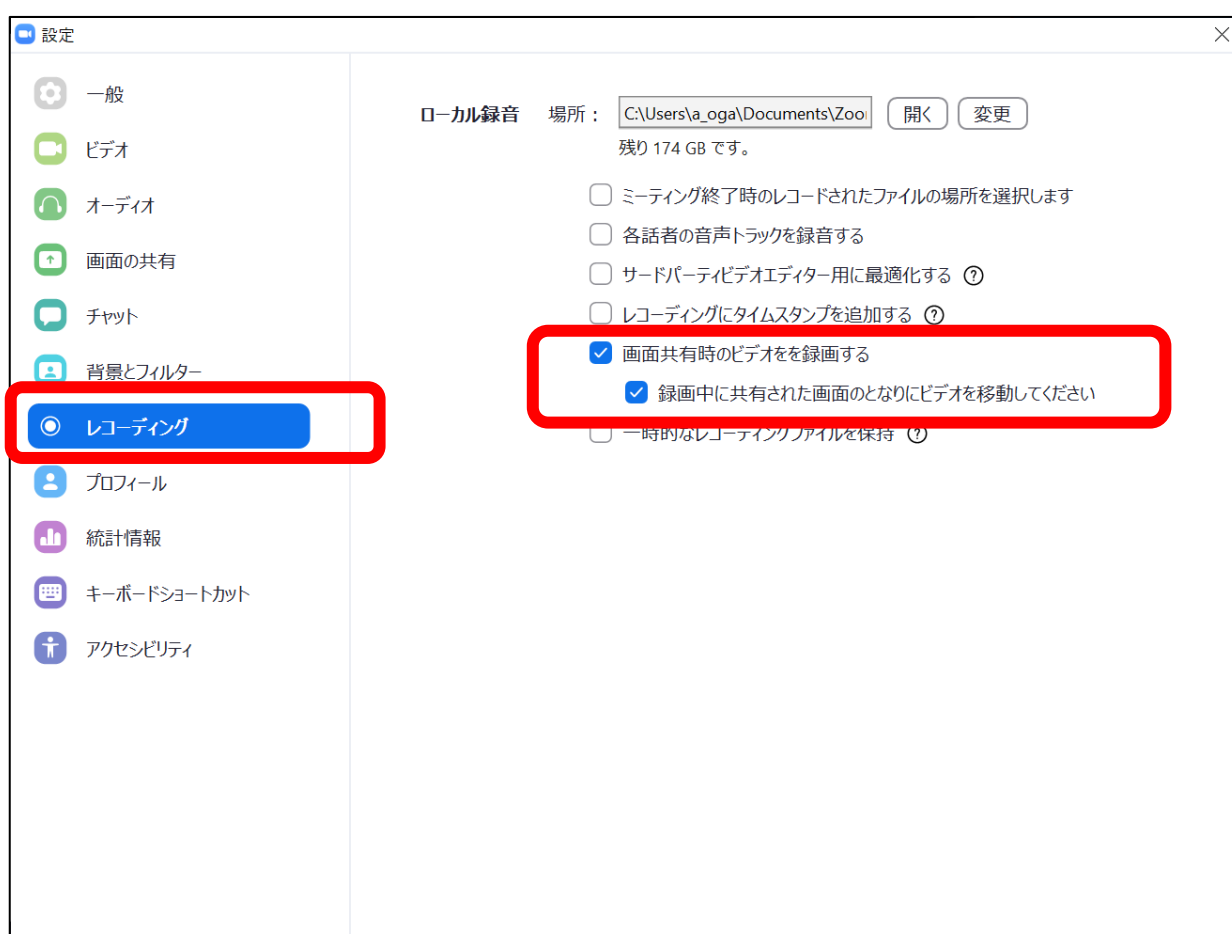 設定
一般
ビデオ
オーディオ
画面の共有
チャット
背景とフィルター
レコーディング
プロフィール
統計情報
キーボードショートカット
アクセシビリティ
ローカル録音 場所： C:\Users\a_oga\Documents\Zoo 開く 変更
残り 174 GB です。
ミーティング終了時のレコードされたファイルの場所を選択します
各話者の音声トラックを録音する
サードパーティビデオエディター用に最適化する ?
レコーディングにタイムスタンプを追加する ?
画面共有時のビデオをを録画する
録画中に共有された画面のとなりにビデオを移動してください
一時的なレコーディングファイルを保持 ?